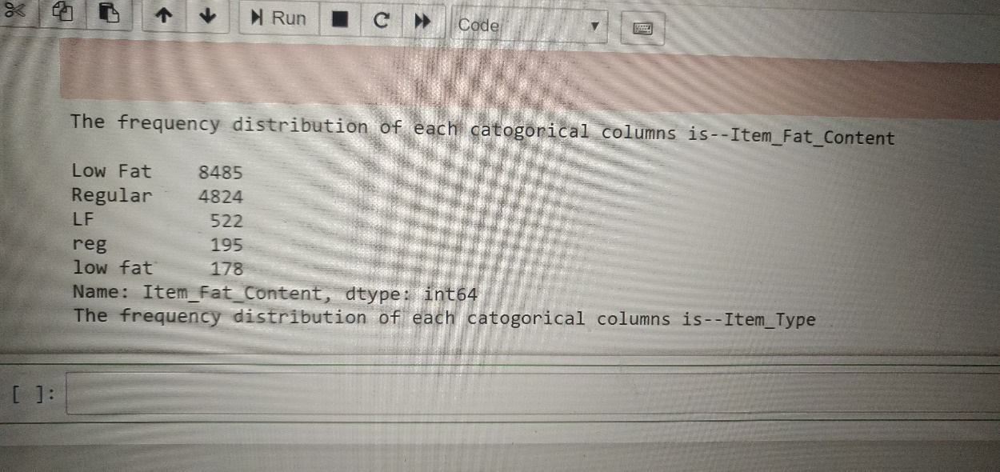 Run Code
The frequency distribution of each catogorical columns is--Item_Fat_Content
Low Fat 8485
Regular 4824
LF 522
reg 195
low fat 178
Name: Item_Fat_Content, dtype: int64
The frequency distribution of each catogorical columns is--Item_Type
[ ]: